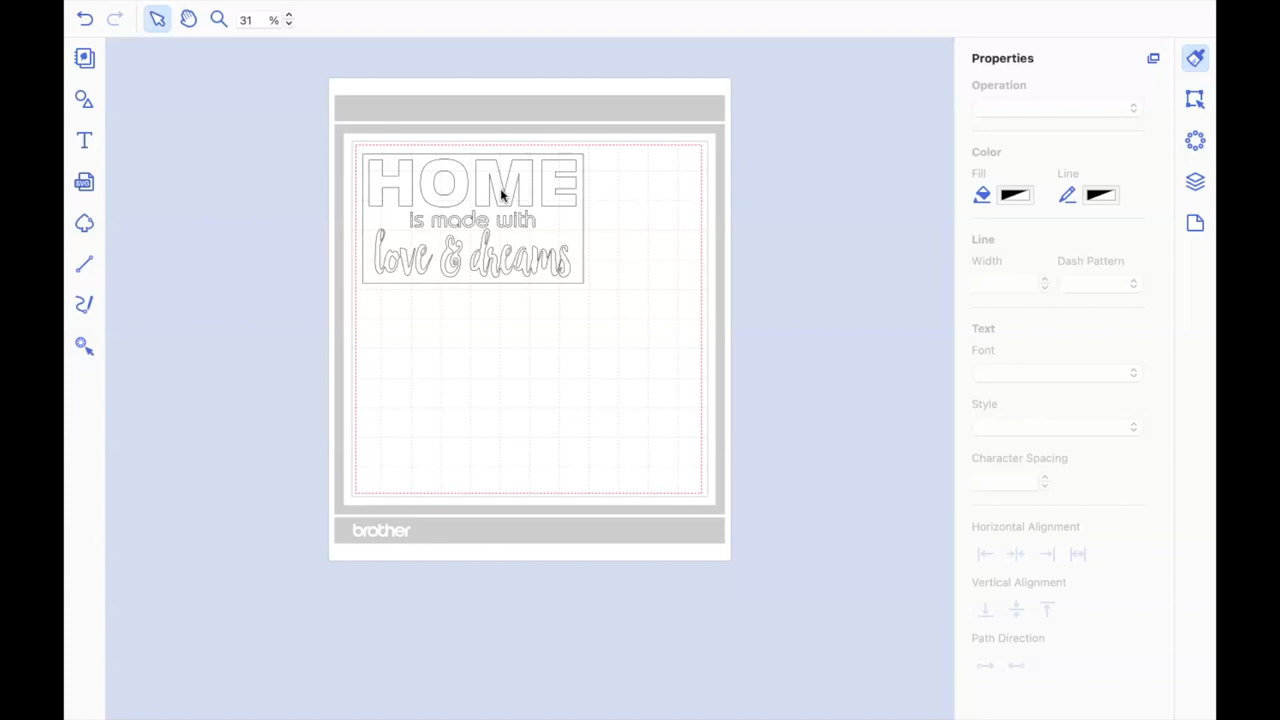 31 %
Properties
Operation
Color
Fill Line
Line
Width Dash Pattern
Text
Font
Style
Character Spacing
Horizontal Alignment
Vertical Alignment
Path Direction
SVG
HOME
is made with
love & dreams
brother